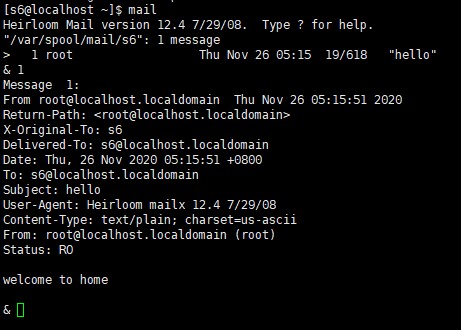 [s6@localhost ~]$ mail
Heirloom Mail version 12.4 7/29/08.  Type ? for help.
"/var/spool/mail/s6": 1 message
>   1 root                  Thu Nov 26 05:15  19/618   "hello"
& 1
Message  1:
From root@localhost.localdomain  Thu Nov 26 05:15:51 2020
Return-Path: <root@localhost.localdomain>
X-Original-To: s6
Delivered-To: s6@localhost.localdomain
Date: Thu, 26 Nov 2020 05:15:51 +0800
To: s6@localhost.localdomain
Subject: hello
User-Agent: Heirloom mailx 12.4 7/29/08
Content-Type: text/plain; charset=us-ascii
From: root@localhost.localdomain (root)
Status: RO

welcome to home

&